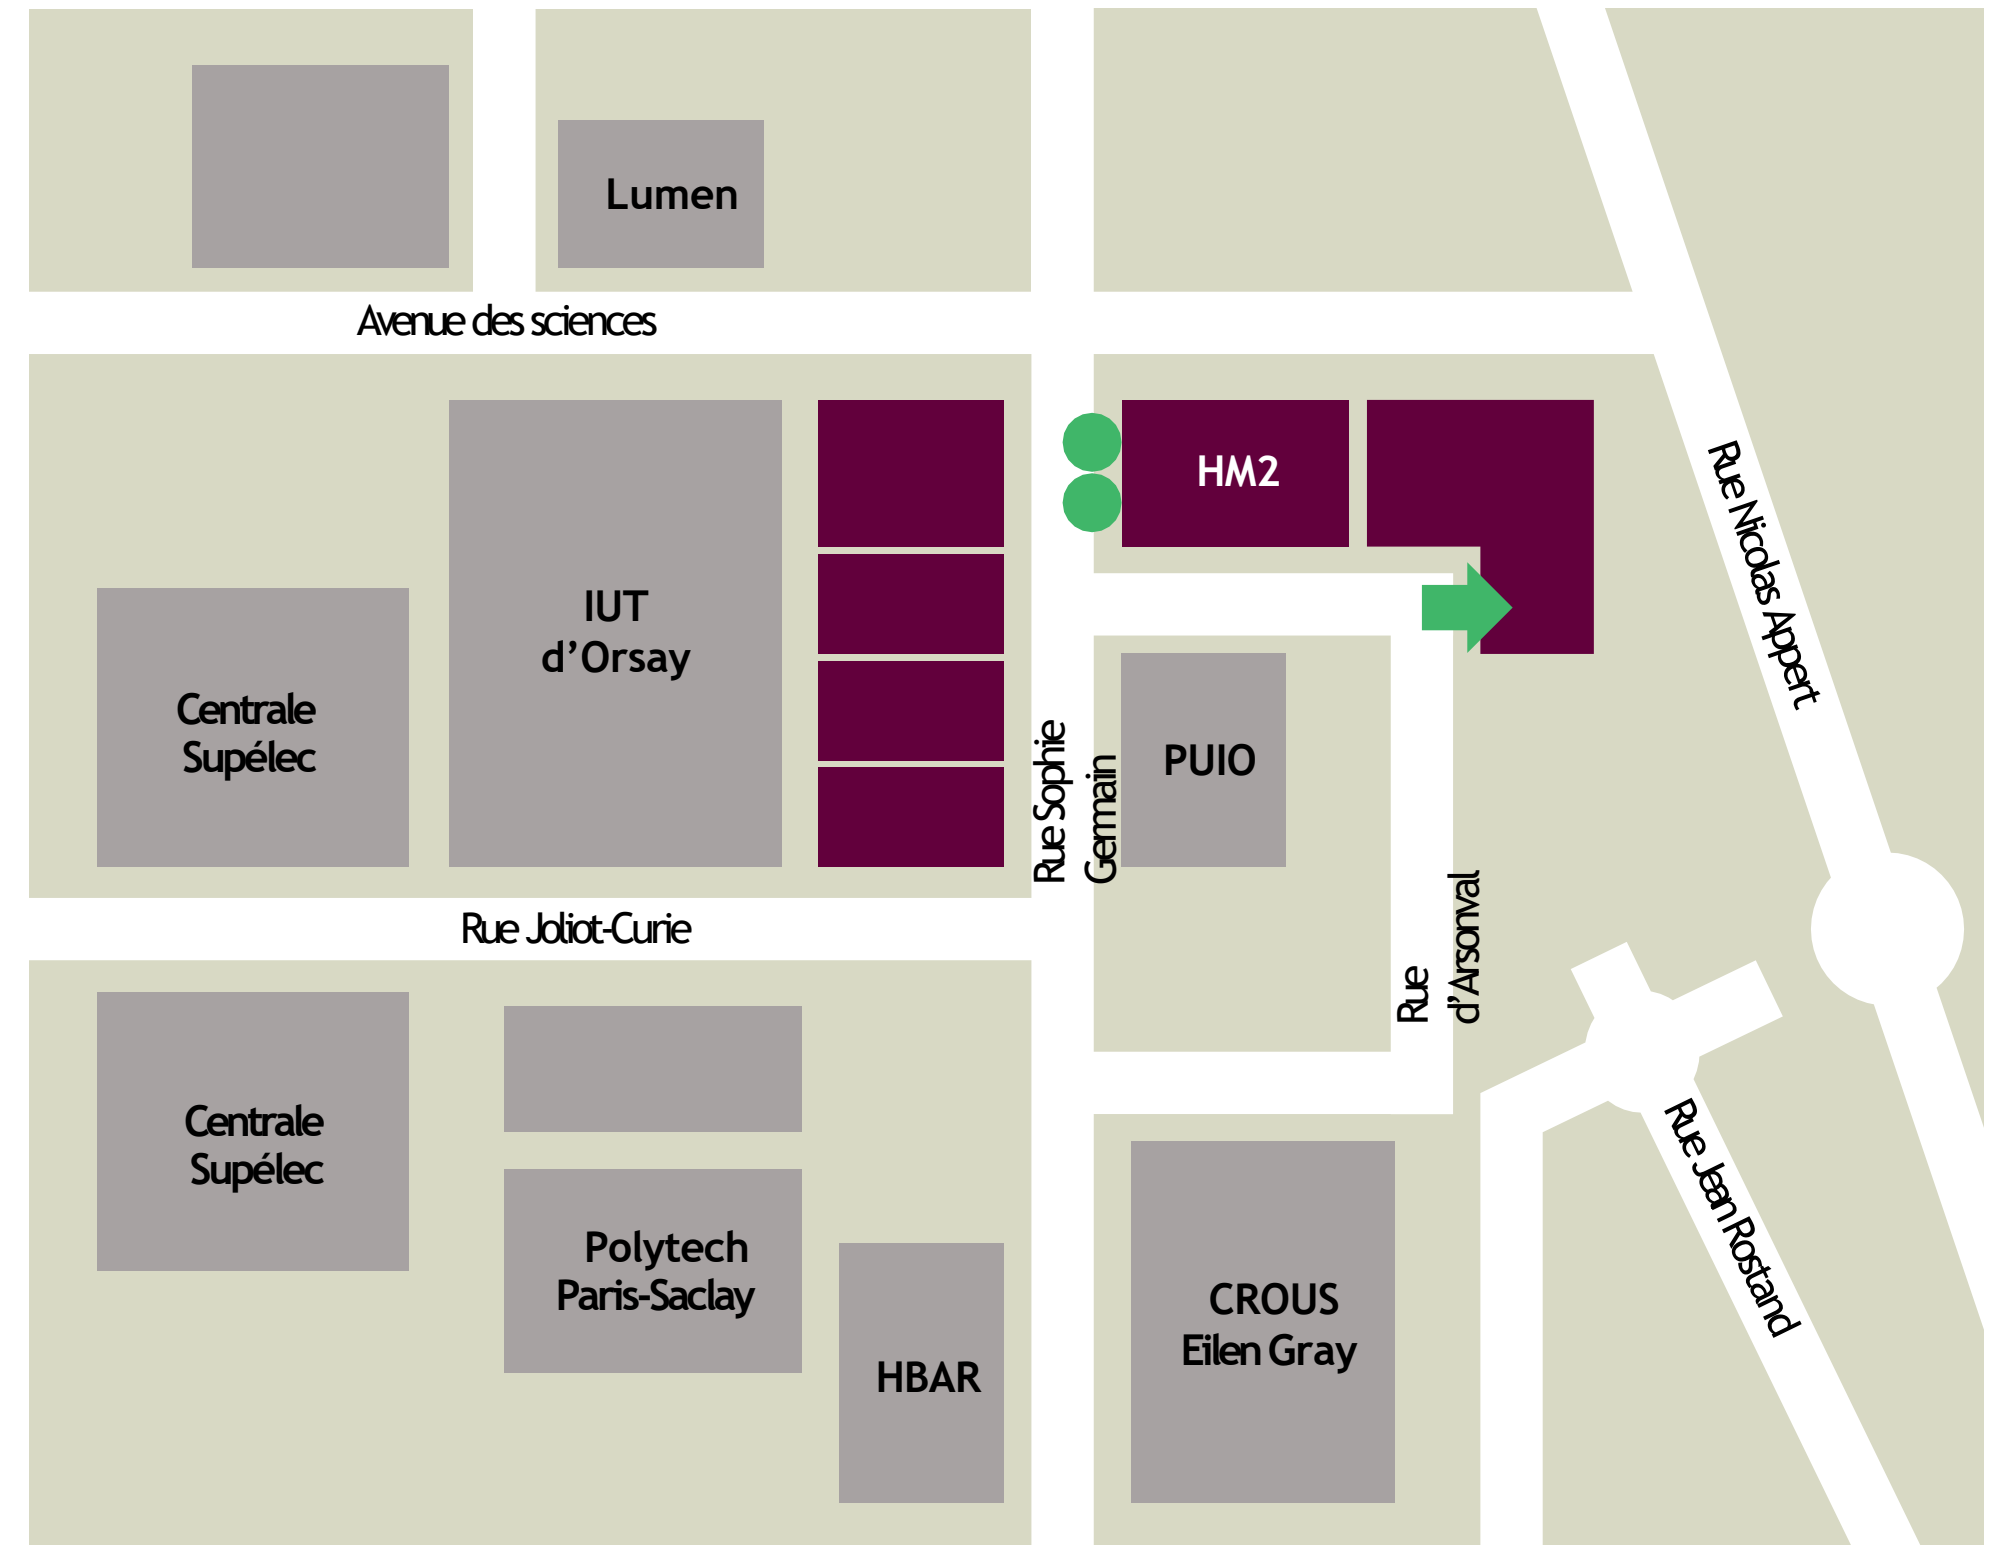 Lumen
Avenue des sciences
HM2
Rue Nicolas Appert
IUT
d’Orsay
Centrale
Supélec
Rue Sophie
Germain
PUIO
Rue Joliot-Curie
Rue
d’Arsonval
Centrale
Supélec
Rue Jean Rostand
Polytech
Paris-Saclay
HBAR
CROUS
Eilen Gray